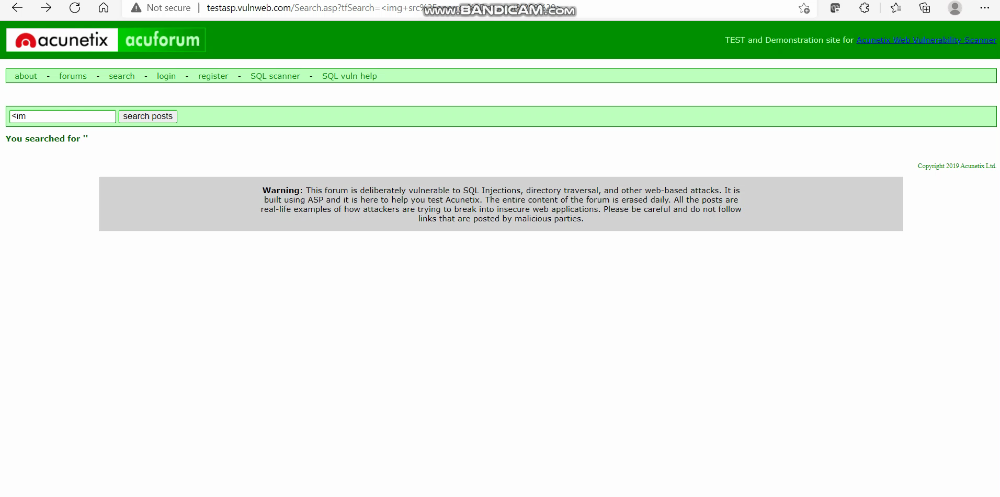 Not secure | testasp.vulnweb.com/Search.asp?tfSearch=<img+src
www.BANDICAM.com
acunetix acuforum
TEST and Demonstration site for Acunetix Web Vulnerability Scanner
about - forums - search - login - register - SQL scanner - SQL vuln help
<im search posts
You searched for ''
Copyright 2019 Acunetix Ltd.
Warning: This forum is deliberately vulnerable to SQL Injections, directory traversal, and other web-based attacks. It is
built using ASP and it is here to help you test Acunetix. The entire content of the forum is erased daily. All the posts are
real-life examples of how attackers are trying to break into insecure web applications. Please be careful and do not follow
links that are posted by malicious parties.